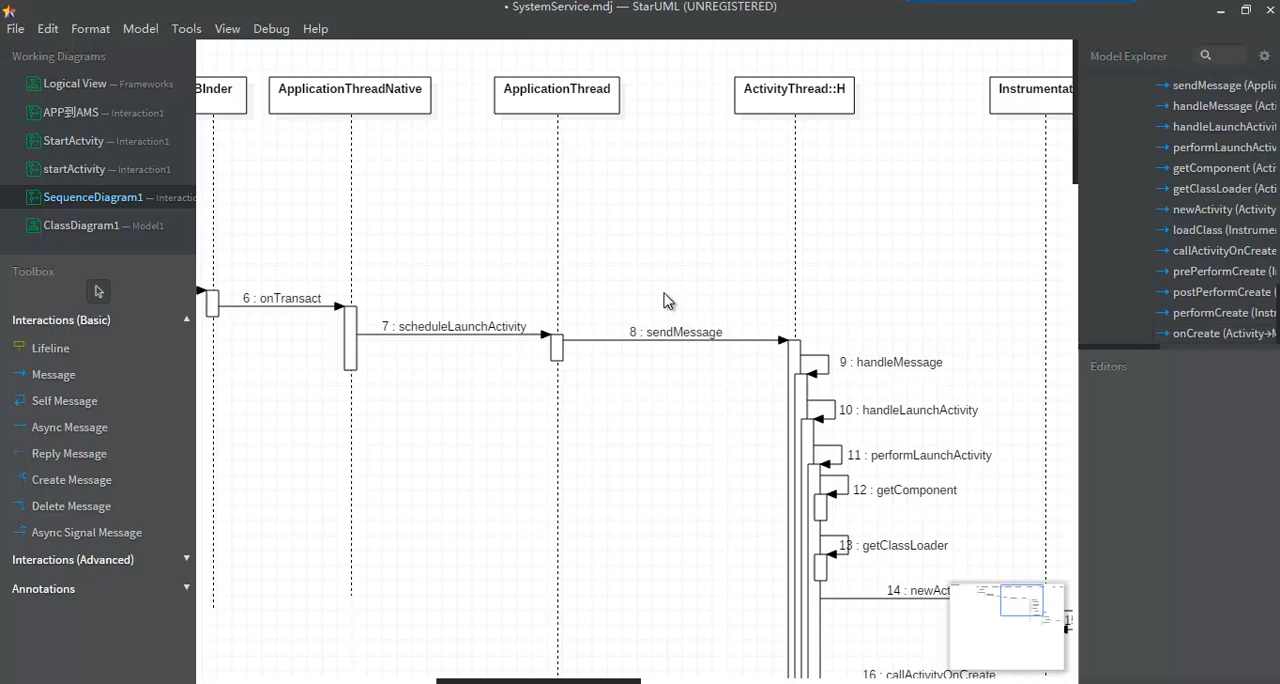 • SystemService.mdj — StarUML (UNREGISTERED)
File Edit Format Model Tools View Debug Help
Working Diagrams
Logical View — Frameworks
APP到AMS — Interaction1
StartActvity — Interaction1
startActivity — Interaction1
SequenceDiagram1 — Interactio
ClassDiagram1 — Model1
Toolbox
Interactions (Basic)
Lifeline
Message
Self Message
Async Message
Reply Message
Create Message
Delete Message
Async Signal Message
Interactions (Advanced)
Annotations
BInder
ApplicationThreadNative
ApplicationThread
ActivityThread::H
Instrumentat
6 : onTransact
7 : scheduleLaunchActivity
8 : sendMessage
9 : handleMessage
10 : handleLaunchActivity
11 : performLaunchActivity
12 : getComponent
13 : getClassLoader
14 : newAct
16 : callActivityOnCreate
Model Explorer
sendMessage (Applic
handleMessage (Acti
handleLaunchActivit
performLaunchActiv
getComponent (Acti
getClassLoader (Acti
newActivity (Activity
loadClass (Instrumen
callActivityOnCreate
prePerformCreate (I
postPerformCreate (
performCreate (Instr
onCreate (Activity→M
Editors